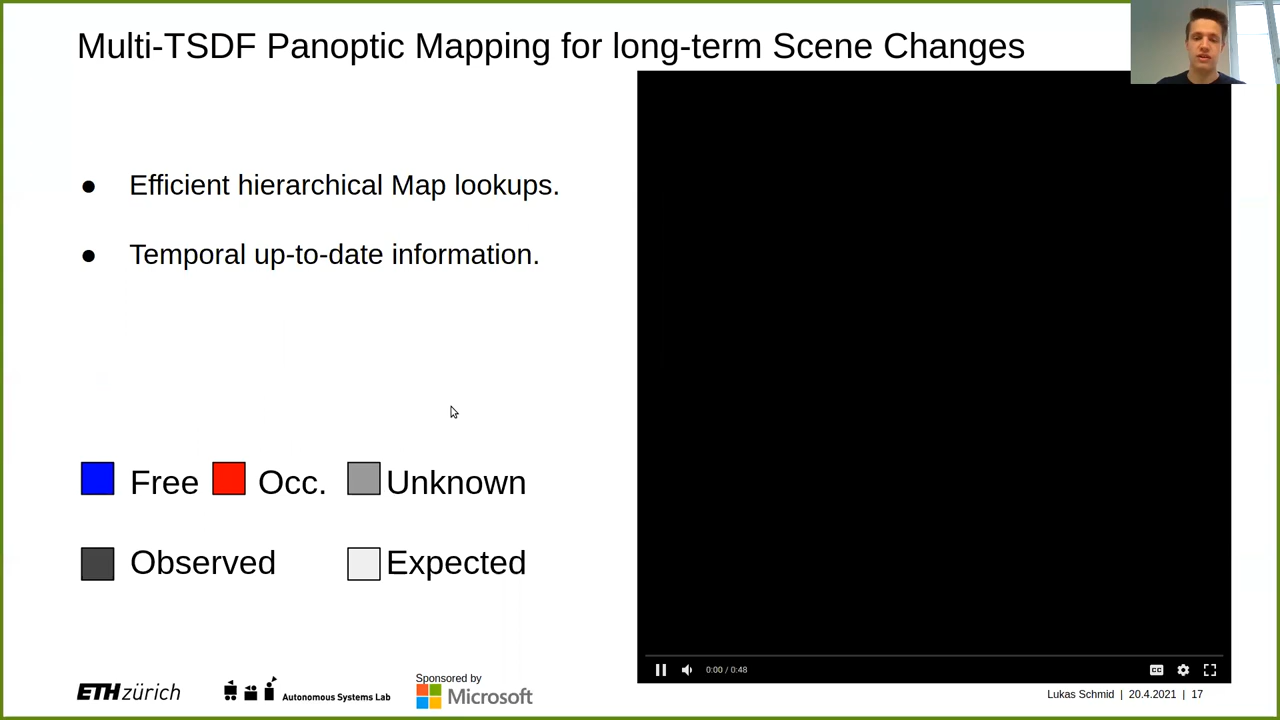 Multi-TSDF Panoptic Mapping for long-term Scene Changes
● Efficient hierarchical Map lookups.
● Temporal up-to-date information.
Free Occ. Unknown
Observed Expected
0:00 / 0:48
CC
ETH zürich
Autonomous Systems Lab
Sponsored by
Microsoft
Lukas Schmid | 20.4.2021 | 17